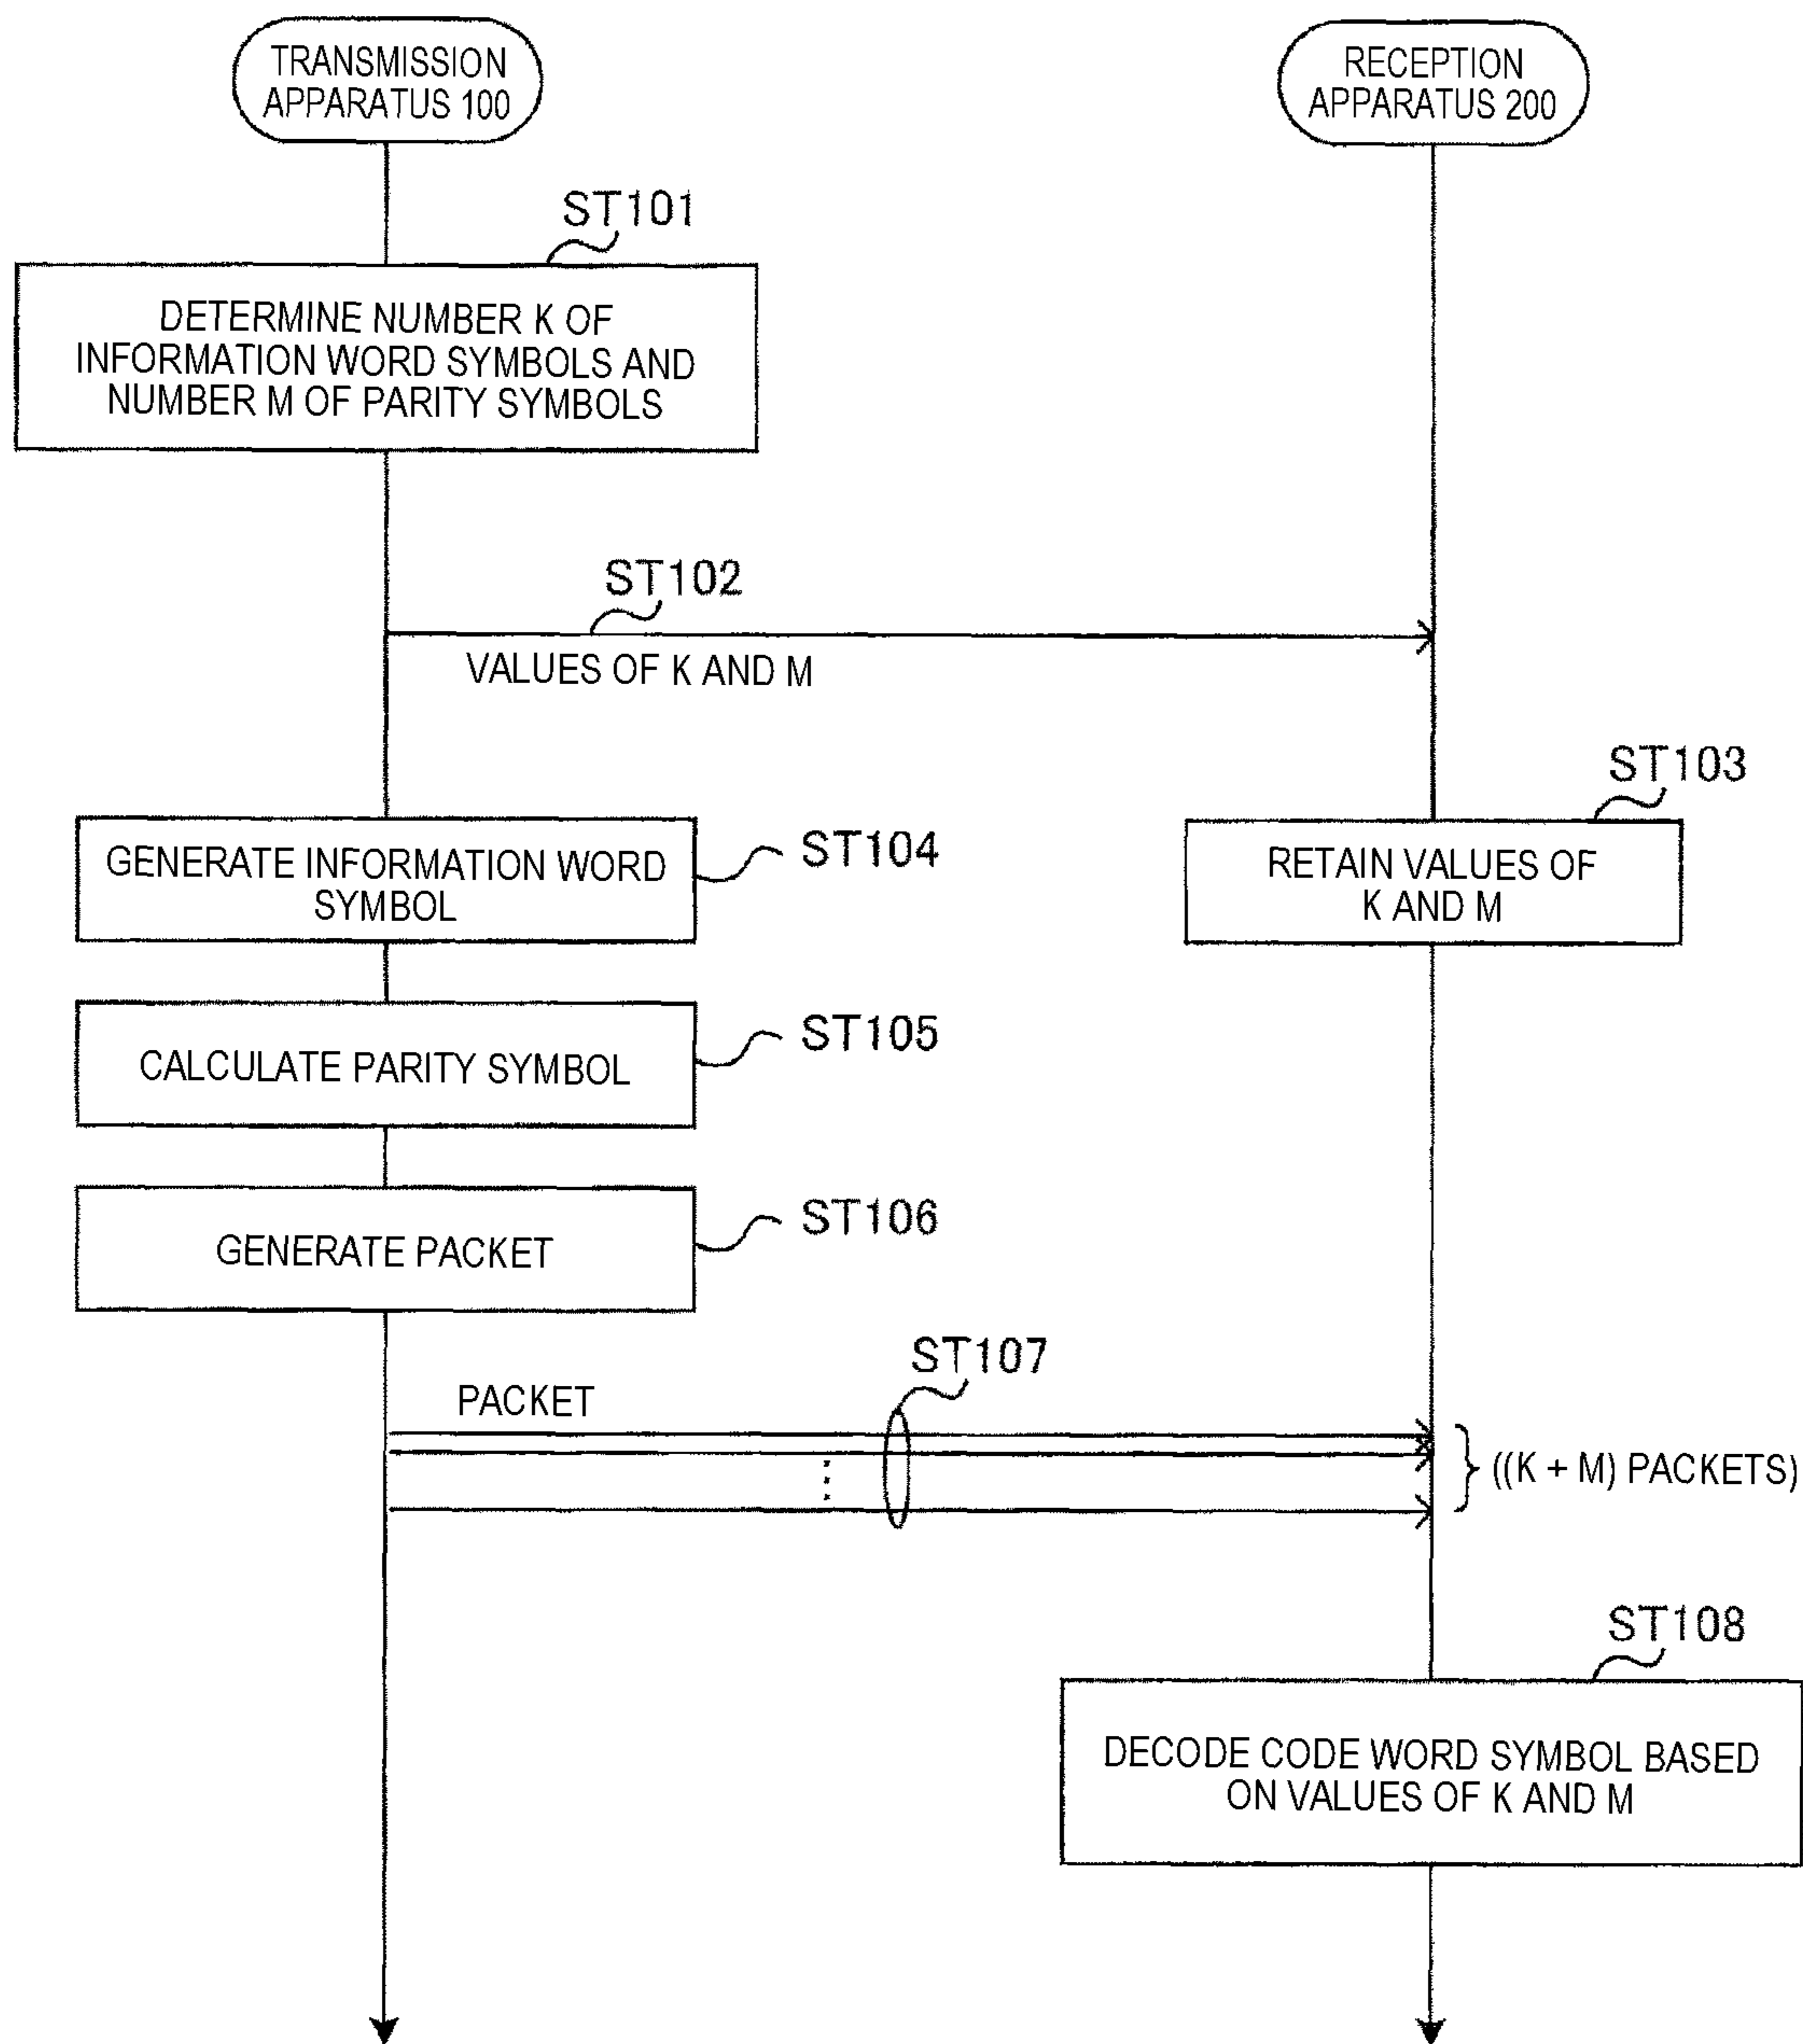 TRANSMISSION
APPARATUS 100
RECEPTION
APPARATUS 200
ST101
DETERMINE NUMBER K OF
INFORMATION WORD SYMBOLS AND
NUMBER M OF PARITY SYMBOLS
ST102
VALUES OF K AND M
ST103
RETAIN VALUES OF
K AND M
ST104
GENERATE INFORMATION WORD
SYMBOL
ST105
CALCULATE PARITY SYMBOL
ST106
GENERATE PACKET
ST107
PACKET
((K + M) PACKETS)
ST108
DECODE CODE WORD SYMBOL BASED
ON VALUES OF K AND M